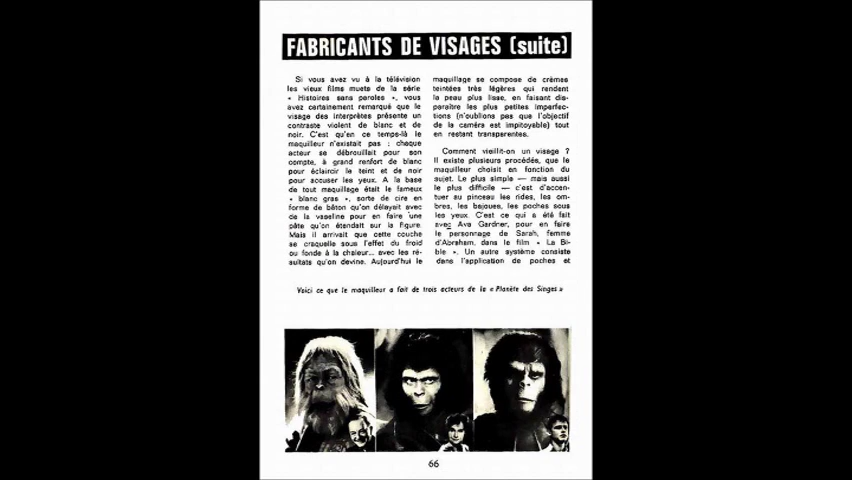 FABRICANTS DE VISAGES (suite)
Si vous avez vu à la télévision
les vieux films muets de la série
« Histoires sans paroles », vous
avez certainement remarqué que le
visage des interprètes présente un
contraste violent de blanc et de
noir. C'est qu'en ce temps-là le
maquilleur n'existait pas : chaque
acteur se débrouillait pour son
compte, à grand renfort de blanc
pour éclaircir le teint et de noir
pour accuser les yeux. A la base
de tout maquillage était le fameux
« blanc gras », sorte de cire en
forme de bâton qu'on délayait avec
de la vaseline pour en faire une
pâte qu'on étendait sur la figure.
Mais il arrivait que cette couche
se craquelle sous l'effet du froid
ou fonde à la chaleur... avec les ré-
sultats qu'on devine. Aujourd'hui le
maquillage se compose de crèmes
teintées très légères qui rendent
la peau plus lisse, en faisant dis-
paraître les plus petites imperfec-
tions (n'oublions pas que l'objectif
de la caméra est impitoyable) tout
en restant transparentes.
Comment vieillit-on un visage ?
Il existe plusieurs procédés, que le
maquilleur choisit en fonction du
sujet. Le plus simple — mais aussi
le plus difficile — c'est d'accen-
tuer au pinceau les rides, les om-
bres, les bajoues, les poches sous
les yeux. C'est ce qui a été fait
avec Ava Gardner, pour en faire
le personnage de Sarah, femme
d'Abraham, dans le film « La Bi-
ble ». Un autre système consiste
dans l'application de poches et
Voici ce que le maquilleur a fait de trois acteurs de la « Planète des Singes »
66